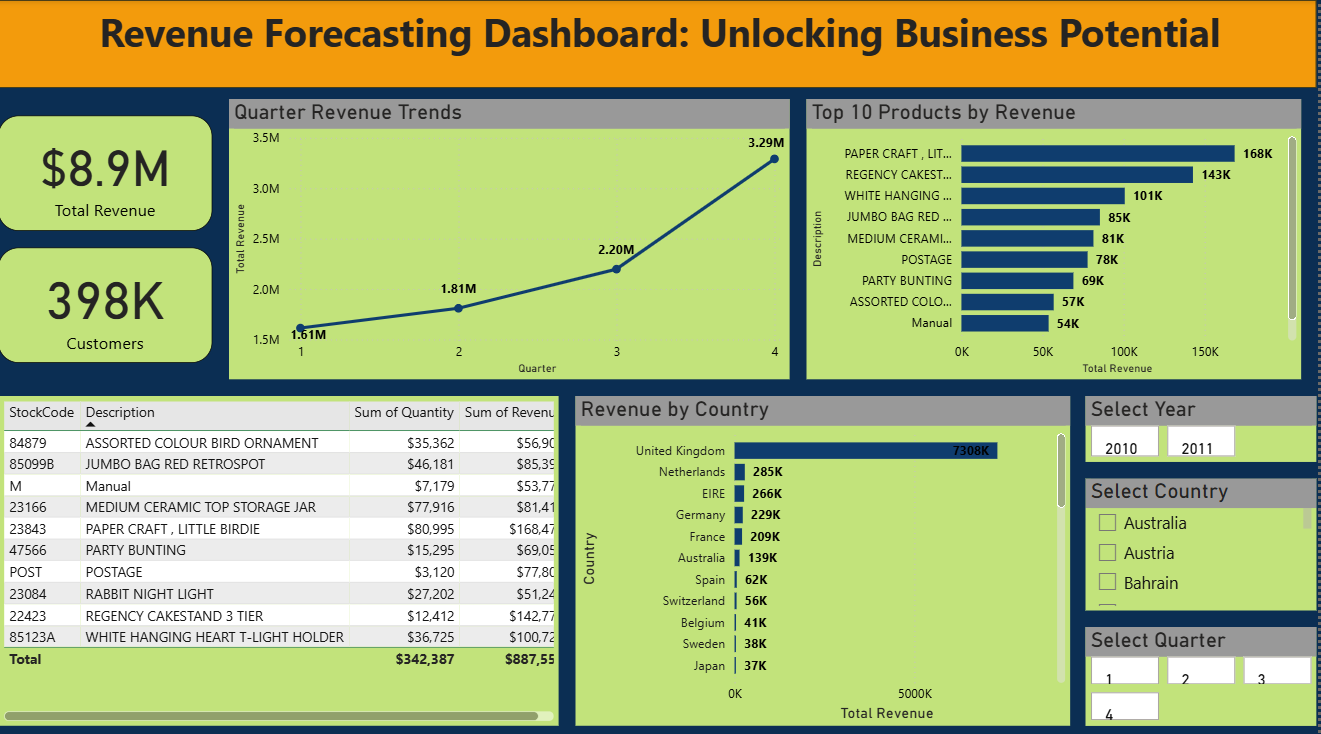 Revenue Forecasting Dashboard: Unlocking Business Potential
$8.9M
Total Revenue
398K
Customers
Quarter Revenue Trends
Total Revenue
3.5M
3.0M
2.5M
2.0M
1.5M
1.61M
1.81M
2.20M
3.29M
1 2 3 4
Quarter
Top 10 Products by Revenue
Description
PAPER CRAFT , LIT... 168K
REGENCY CAKEST... 143K
WHITE HANGING ... 101K
JUMBO BAG RED ... 85K
MEDIUM CERAMI... 81K
POSTAGE 78K
PARTY BUNTING 69K
ASSORTED COLO... 57K
Manual 54K
0K 50K 100K 150K
Total Revenue
StockCode Description Sum of Quantity Sum of Revenu
84879 ASSORTED COLOUR BIRD ORNAMENT $35,362 $56,90
85099B JUMBO BAG RED RETROSPOT $46,181 $85,39
M Manual $7,179 $53,77
23166 MEDIUM CERAMIC TOP STORAGE JAR $77,916 $81,41
23843 PAPER CRAFT , LITTLE BIRDIE $80,995 $168,47
47566 PARTY BUNTING $15,295 $69,05
POST POSTAGE $3,120 $77,80
23084 RABBIT NIGHT LIGHT $27,202 $51,24
22423 REGENCY CAKESTAND 3 TIER $12,412 $142,77
85123A WHITE HANGING HEART T-LIGHT HOLDER $36,725 $100,72
Total $342,387 $887,55
Revenue by Country
Country
United Kingdom 7308K
Netherlands 285K
EIRE 266K
Germany 229K
France 209K
Australia 139K
Spain 62K
Switzerland 56K
Belgium 41K
Sweden 38K
Japan 37K
0K 5000K
Total Revenue
Select Year
2010 2011
Select Country
Australia
Austria
Bahrain
Select Quarter
1 2 3
4